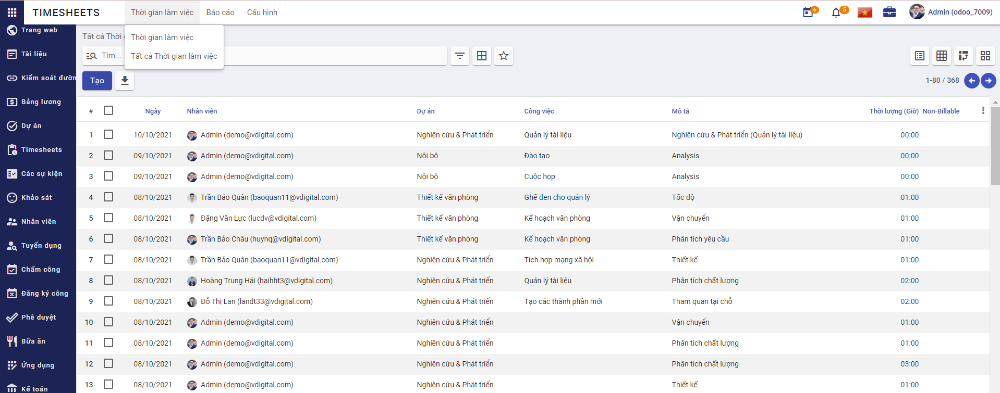 TIMESHEETS Thời gian làm việc Báo cáo Cấu hình 6 5 Admin (odoo_7009)
Trang web
Tài liệu
Kiểm soát đườn
Bảng lương
Dự án
Timesheets
Các sự kiện
Khảo sát
Nhân viên
Tuyển dụng
Chấm công
Đăng ký công
Phê duyệt
Bữa ăn
Ứng dụng
Kế toán
Tất cả Thời g
Thời gian làm việc
Tất cả Thời gian làm việc
Tìm...
Tạo
1-80 / 368
# Ngày Nhân viên Dự án Công việc Mô tả Thời lượng (Giờ) Non-Billable
1 10/10/2021 Admin (demo@vdigital.com) Nghiên cứu & Phát triển Quản lý tài liệu Nghiên cứu & Phát triển (Quản lý tài liệu) 00:00
2 09/10/2021 Admin (demo@vdigital.com) Nội bộ Đào tạo Analysis 00:00
3 09/10/2021 Admin (demo@vdigital.com) Nội bộ Cuộc họp Analysis 00:00
4 08/10/2021 Trần Bảo Quân (baoquan11@vdigital.com) Thiết kế văn phòng Ghế đen cho quản lý Tốc độ 01:00
5 08/10/2021 Đặng Văn Lực (lucdv@vdigital.com) Thiết kế văn phòng Kế hoạch văn phòng Vận chuyển 01:00
6 08/10/2021 Trần Bảo Châu (huynq@vdigital.com) Thiết kế văn phòng Kế hoạch văn phòng Phân tích yêu cầu 01:00
7 08/10/2021 Trần Bảo Quân (baoquan11@vdigital.com) Nghiên cứu & Phát triển Tích hợp mạng xã hội Thiết kế 01:00
8 08/10/2021 Hoàng Trung Hải (haihht3@vdigital.com) Nghiên cứu & Phát triển Quản lý tài liệu Phân tích chất lượng 02:00
9 08/10/2021 Đỗ Thị Lan (landt33@vdigital.com) Nghiên cứu & Phát triển Tạo các thành phần mới Tham quan tại chỗ 02:00
10 08/10/2021 Admin (demo@vdigital.com) Nghiên cứu & Phát triển Vận chuyển 01:00
11 08/10/2021 Admin (demo@vdigital.com) Nghiên cứu & Phát triển Phân tích chất lượng 01:00
12 08/10/2021 Admin (demo@vdigital.com) Nghiên cứu & Phát triển Phân tích chất lượng 03:00
13 08/10/2021 Admin (demo@vdigital.com) Nghiên cứu & Phát triển Thiết kế 01:00